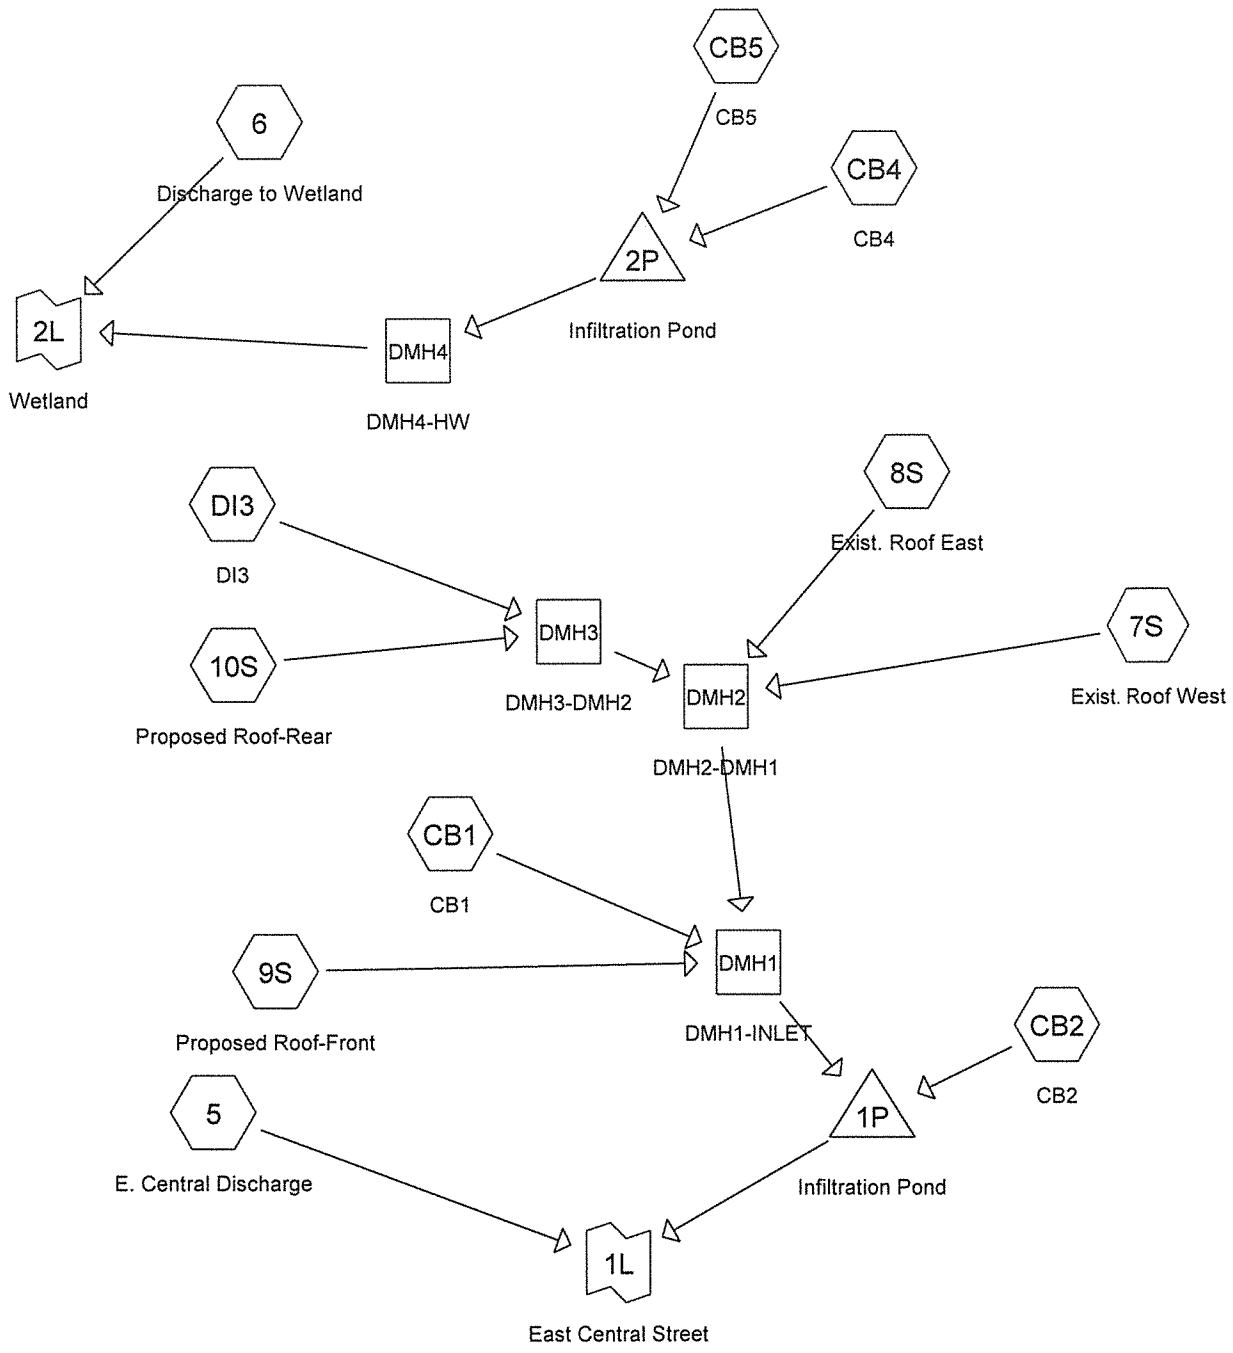 CB5
CB5
6
Discharge to Wetland
CB4
CB4
2P
Infiltration Pond
2L
Wetland
DMH4
DMH4-HW
8S
Exist. Roof East
DI3
DI3
7S
Exist. Roof West
DMH3
DMH3-DMH2
10S
Proposed Roof-Rear
DMH2
DMH2-DMH1
CB1
CB1
DMH1
DMH1-INLET
9S
Proposed Roof-Front
CB2
CB2
5
E. Central Discharge
1P
Infiltration Pond
1L
East Central Street